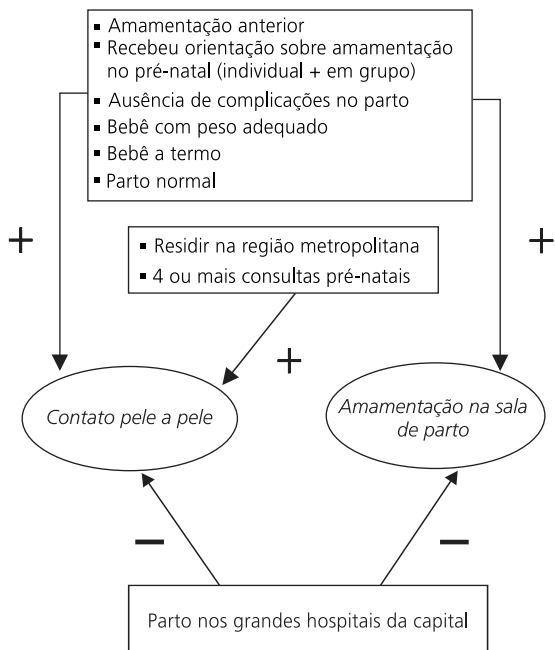 ▪ Amamentação anterior
▪ Recebeu orientação sobre amamentação
no pré-natal (individual + em grupo)
▪ Ausência de complicações no parto
▪ Bebê com peso adequado
▪ Bebê a termo
▪ Parto normal
+
+
▪ Residir na região metropolitana
▪ 4 ou mais consultas pré-natais
+
Contato pele a pele
Amamentação na sala
de parto
−
−
Parto nos grandes hospitais da capital